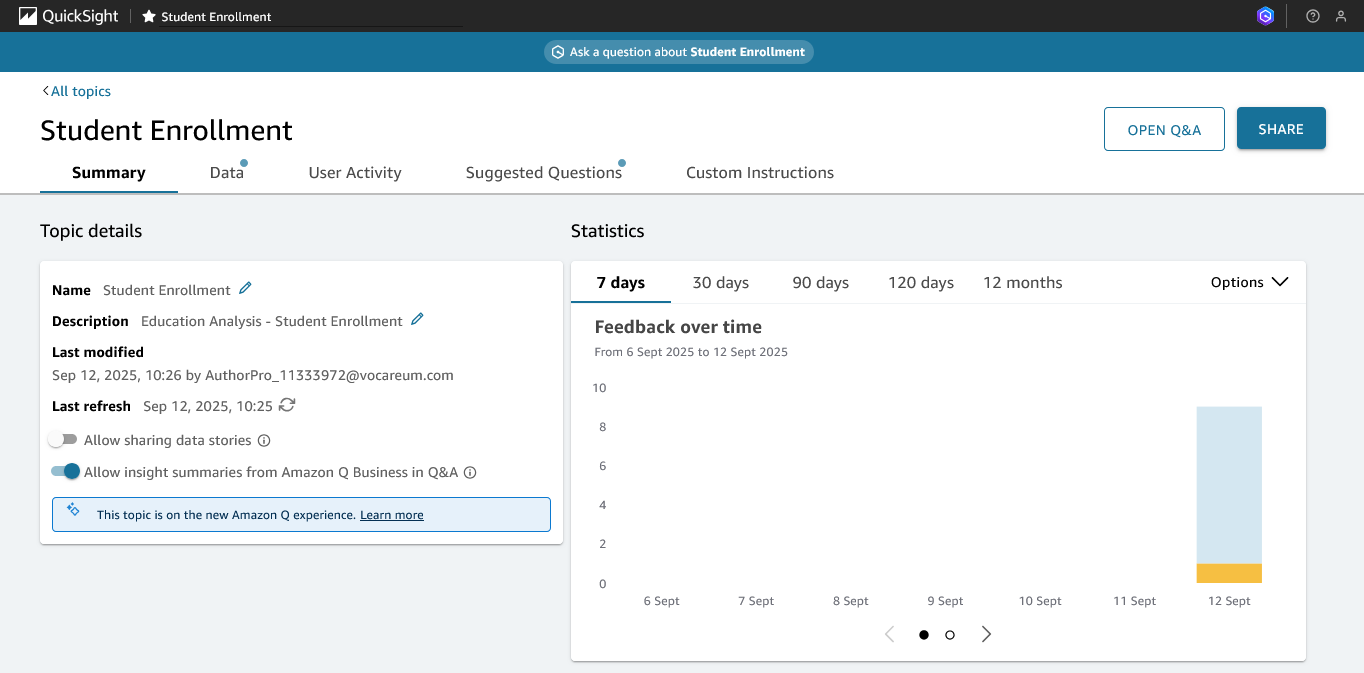 QuickSight Student Enrollment
Ask a question about Student Enrollment
All topics
Student Enrollment
OPEN Q&A
SHARE
Summary Data User Activity Suggested Questions Custom Instructions
Topic details
Name Student Enrollment
Description Education Analysis - Student Enrollment
Last modified
Sep 12, 2025, 10:26 by AuthorPro_11333972@vocareum.com
Last refresh Sep 12, 2025, 10:25
Allow sharing data stories
Allow insight summaries from Amazon Q Business in Q&A
This topic is on the new Amazon Q experience. Learn more
Statistics
7 days 30 days 90 days 120 days 12 months Options
Feedback over time
From 6 Sept 2025 to 12 Sept 2025
10
8
6
4
2
0
6 Sept 7 Sept 8 Sept 9 Sept 10 Sept 11 Sept 12 Sept